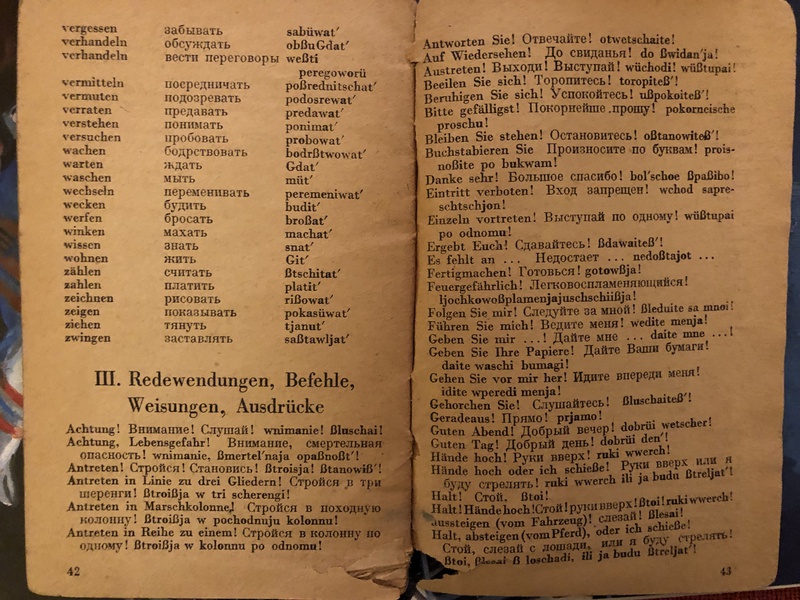 vergessen забывать sabüwat′
verhandeln обсуждать obßuGdat′
verhandeln вести переговоры weßti
peregoworü
vermitteln посредничать poßrednitschat′
vermuten подозревать podosrewat′
verraten предавать predawat′
verstehen понимать ponimat′
versuchen пробовать probowat′
wachen бодрствовать bodrßtwowat′
warten ждать Gdat′
waschen мыть müt′
wechseln переменивать peremeniwat′
wecken будить budit′
werfen бросать broßat′
winken махать machat′
wissen знать snat′
wohnen жить Git′
zählen считать ßtschitat′
zahlen платить platit′
zeichnen рисовать rißowat′
zeigen показывать pokasüwat′
ziehen тянуть tjanut′
zwingen заставлять saßtawljat′
III. Redewendungen, Befehle,
Weisungen, Ausdrücke
Achtung! Внимание! Слушай! wnimanie! ßluschai!
Achtung, Lebensgefahr! Внимание, смертельная
опасность! wnimanie, ßmertel′naja opaßnoßt′!
Antreten! Стройся! Становись! ßtroisja! ßtanowiß′!
Antreten in Linie zu drei Gliedern! Стройся в три
шеренги! ßtroißja w tri scherengi!
Antreten in Marschkolonne! Стройся в походную
колонну! ßtroißja w pochodnuju kolonnu!
Antreten in Reihe zu einem! Стройся в колонну по
одному! ßtroißja w kolonnu po odnomu!
42
Antworten Sie! Отвечайте! otwetschaite!
Auf Wiedersehen! До свиданья! do ßwidan′ja!
Austreten! Выходи! Выступай! wüchodi! wüßtupai!
Beeilen Sie sich! Торопитесь! toropiteß′!
Beruhigen Sie sich! Успокойтесь! ußpokoiteß′!
Bitte gefälligst! Покорнейше прошу! pokorneische
proschu!
Bleiben Sie stehen! Остановитесь! oßtanowiteß′!
Buchstabieren Sie Произносите по буквам! prois-
noßite po bukwam!
Danke sehr! Большое спасибо! bol′schoe ßpaßibo!
Eintritt verboten! Вход запрещен! wchod sapre-
schtschjon!
Einzeln vortreten! Выступай по одному! wüßtupai
po odnomu!
Ergebt Euch! Сдавайтесь! ßdawaiteß′!
Es fehlt an ... Недостает ... nedoßtajot ...
Fertigmachen! Готовься! gotowßja!
Feuergefährlich! Легковоспламеняющийся!
ljochkowoßplamenjajuschschiißja!
Folgen Sie mir! Следуйте за мной! ßleduite sa mnoi!
Führen Sie mich! Ведите меня! wedite menja!
Geben Sie mir ...! Дайте мне ... daite mne ...!
Geben Sie Ihre Papiere! Дайте Ваши бумаги!
daite waschi bumagi!
Gehen Sie vor mir her! Идите впереди меня!
idite wperedi menja!
Gehorchen Sie! Слушайтесь! ßluschaiteß′!
Geradeaus! Прямо! prjamo!
Guten Abend! Добрый вечер! dobrüi wetscher!
Guten Tag! Добрый день! dobrüi den′!
Hände hoch! Руки вверх! ruki wwerch!
Hände hoch oder ich schieße! Руки вверх или я
буду стрелять! ruki wwerch ili ja budu ßtreljat′!
Halt! Стой. ßtoi!
Halt! Hände hoch! Стой! руки вверх! ßtoi! ruki wwerch!
aussteigen (vom Fahrzeug)! слезай! ßlesai!
Halt, absteigen (vom Pferd), oder ich schieße!
Стой, слезай с лошади, или я буду стрелять!
ßtoi, ßlesai ß loschadi, ili ja budu ßtreljat′!
43